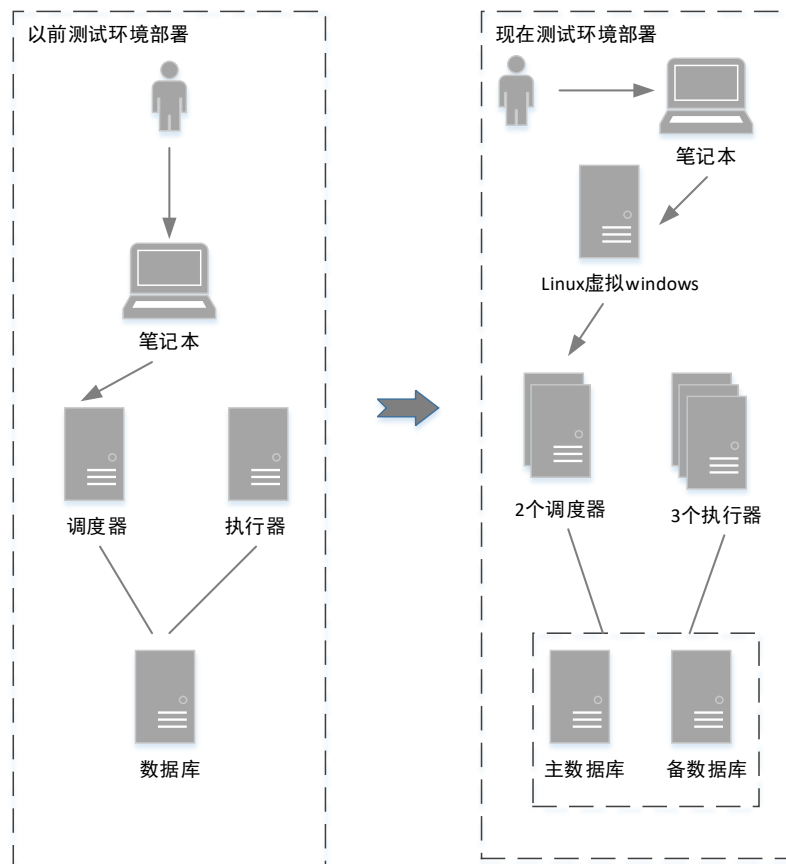 以前测试环境部署
笔记本
调度器
执行器
数据库
现在测试环境部署
笔记本
Linux虚拟windows
2个调度器
3个执行器
主数据库
备数据库